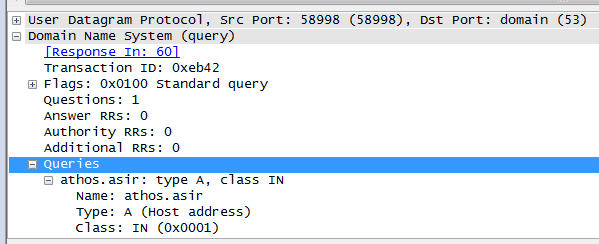 User Datagram Protocol, Src Port: 58998 (58998), Dst Port: domain (53)
Domain Name System (query)
[Response In: 60]
Transaction ID: 0xeb42
Flags: 0x0100 Standard query
Questions: 1
Answer RRs: 0
Authority RRs: 0
Additional RRs: 0
Queries
athos.asir: type A, class IN
Name: athos.asir
Type: A (Host address)
Class: IN (0x0001)